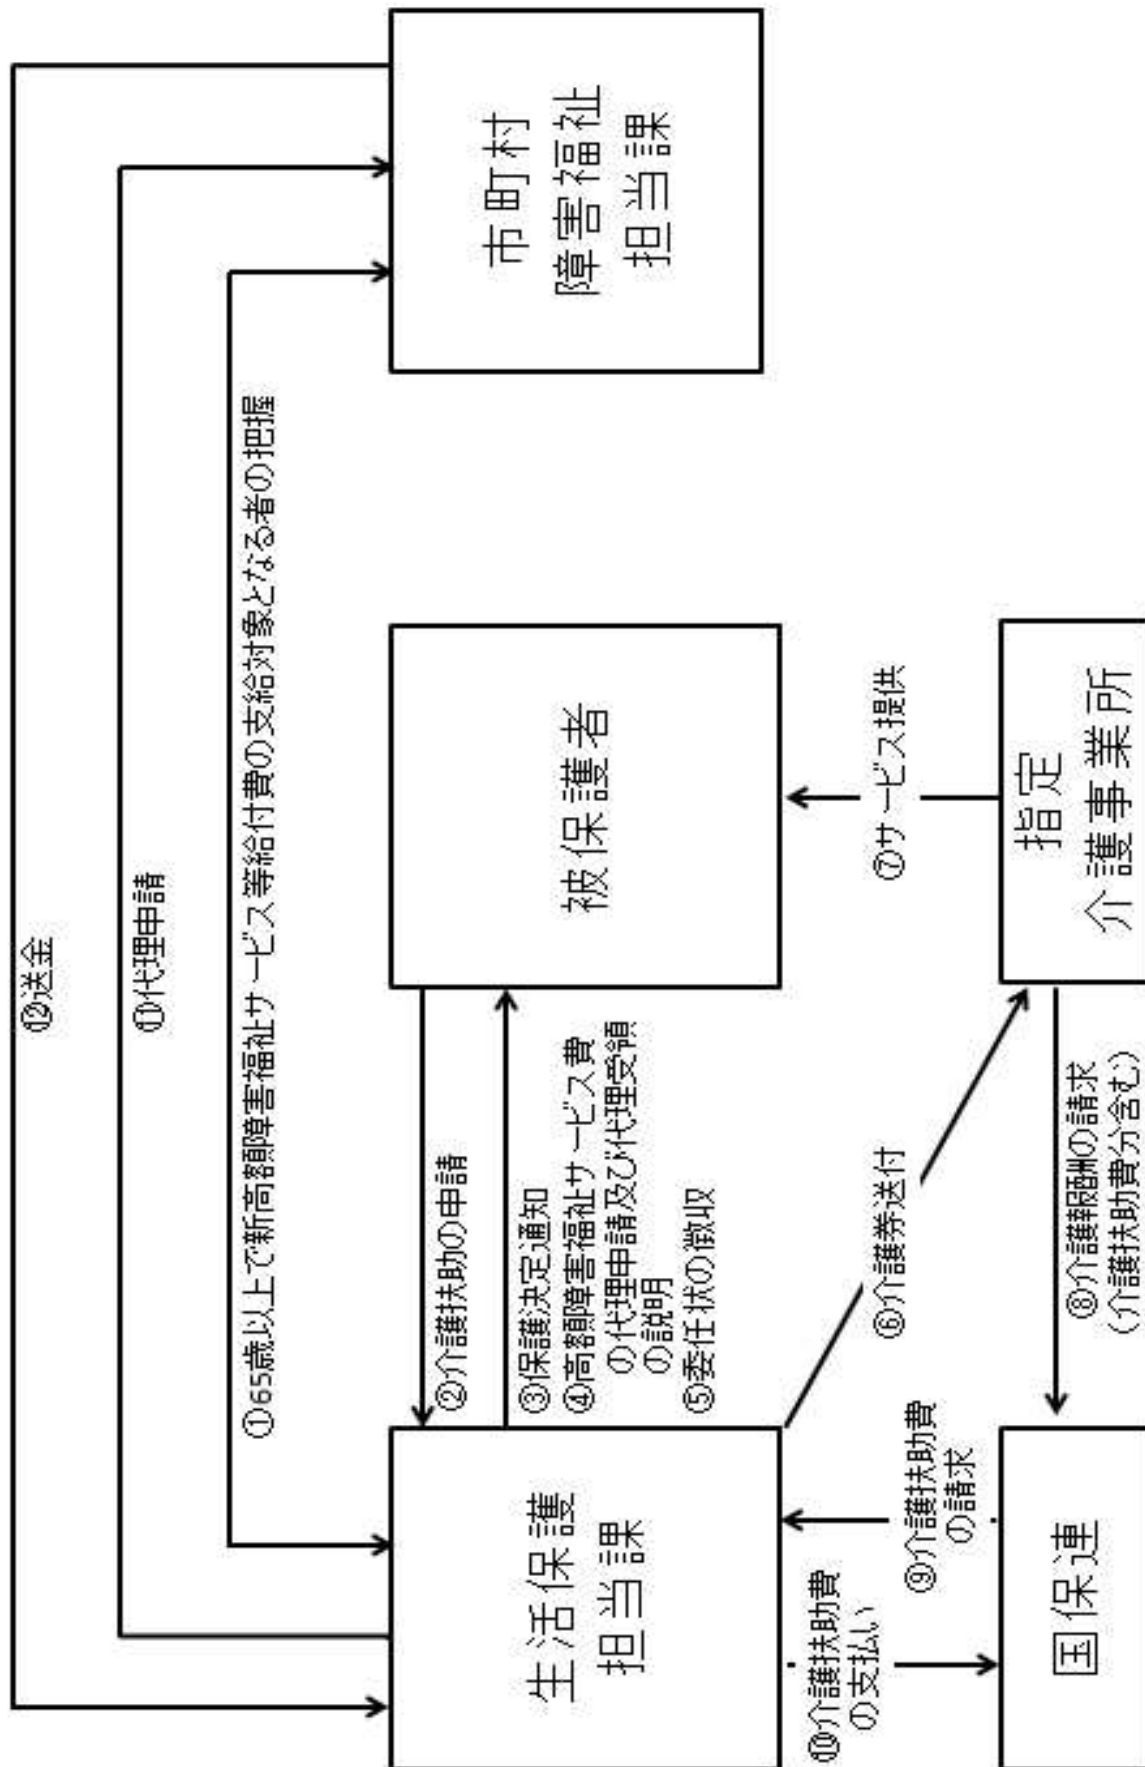 ⑫送金
⑪代理申請
①65歳以上で新高額障害福祉サービス等給付費の支給対象となる者の把握
生活保護
担当課
②介護扶助の申請
③保護決定通知
④高額障害福祉サービス費
の代理申請及び代理受領
の説明
⑤委任状の徴収
被保護者
市町村
障害福祉
担当課
⑥介護券送付
⑦サービス提供
⑩介護扶助費
の支払い
⑨介護扶助費
の請求
国保連
⑧介護報酬の請求
(介護扶助費分含む)
指定
介護事業所